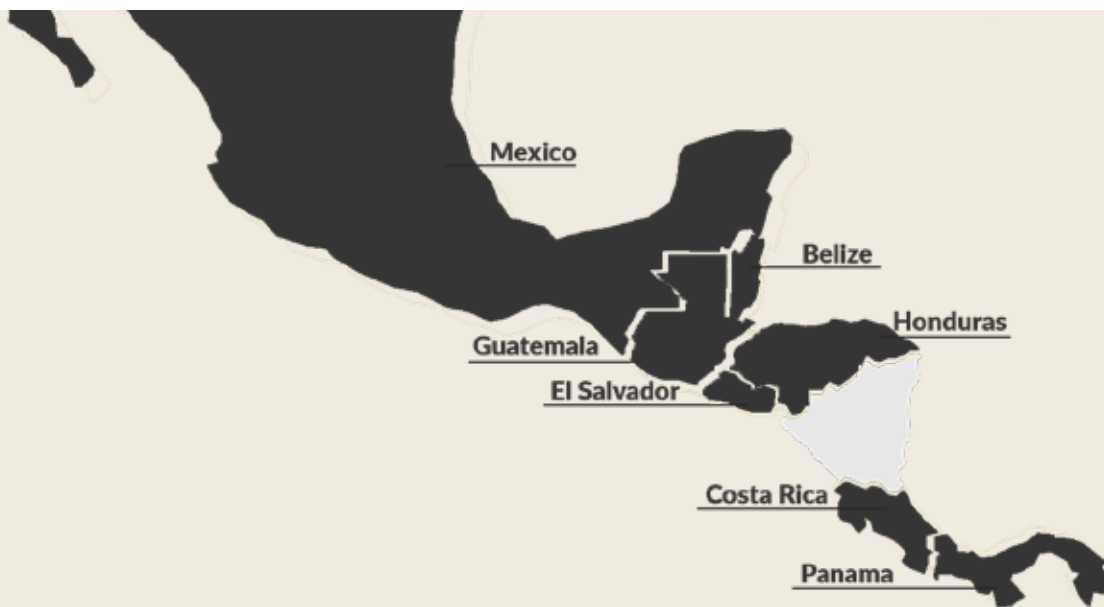 Mexico
Belize
Honduras
Guatemala
El Salvador
Costa Rica
Panama